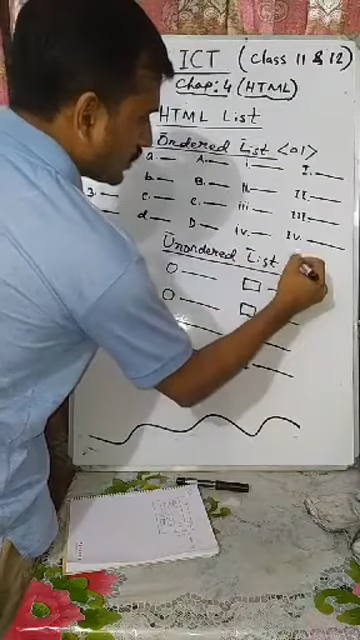 ICT (Class 11 & 12)
Chap: 4 (HTML)
HTML List
Ordered List <ol>
a. A. i. I.
b. B. ii. II.
3. c. c. iii III.
d. D iv. IV.
Unordered List